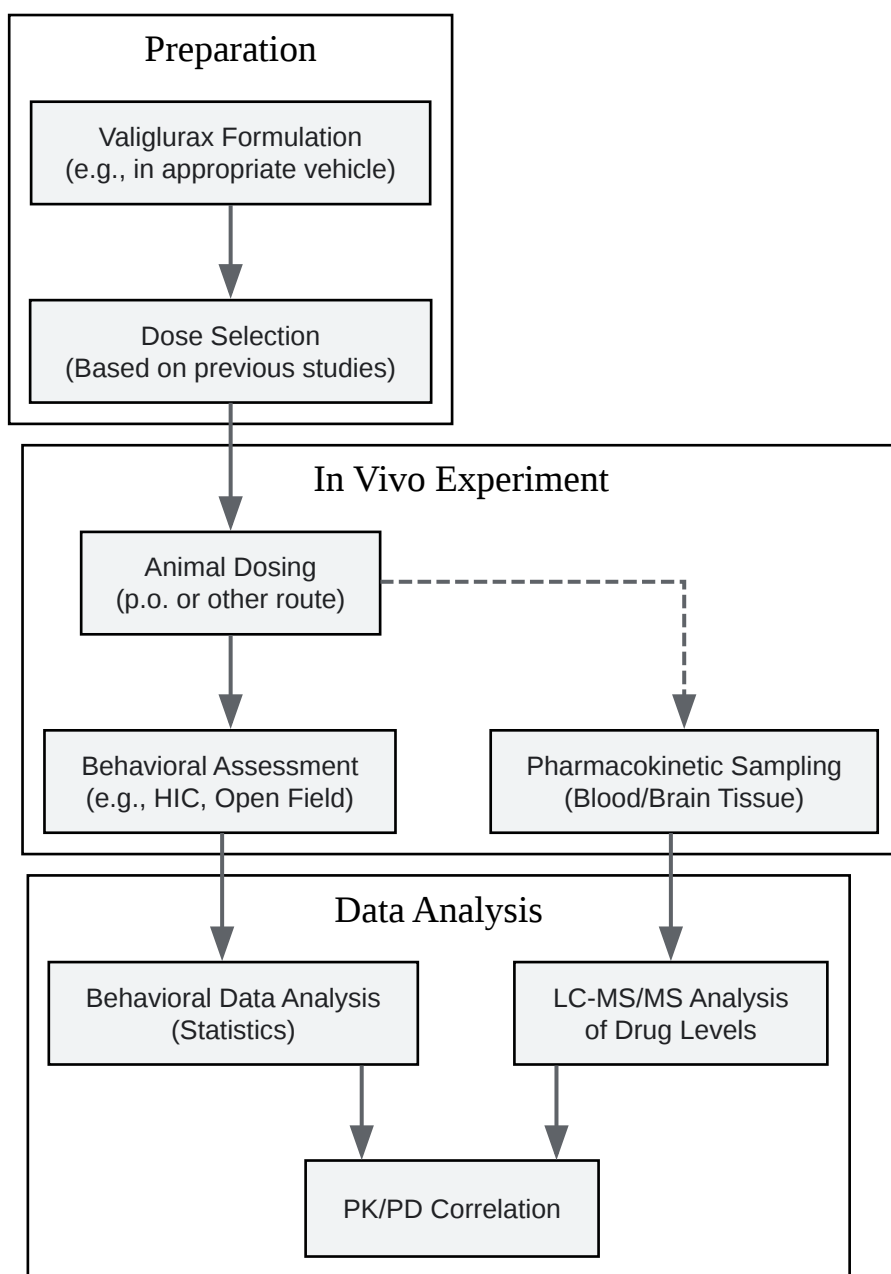 Preparation
Valiglurax Formulation
(e.g., in appropriate vehicle)
Dose Selection
(Based on previous studies)
In Vivo Experiment
Animal Dosing
(p.o. or other route)
Behavioral Assessment
(e.g., HIC, Open Field)
Pharmacokinetic Sampling
(Blood/Brain Tissue)
Data Analysis
Behavioral Data Analysis
(Statistics)
LC-MS/MS Analysis
of Drug Levels
PK/PD Correlation